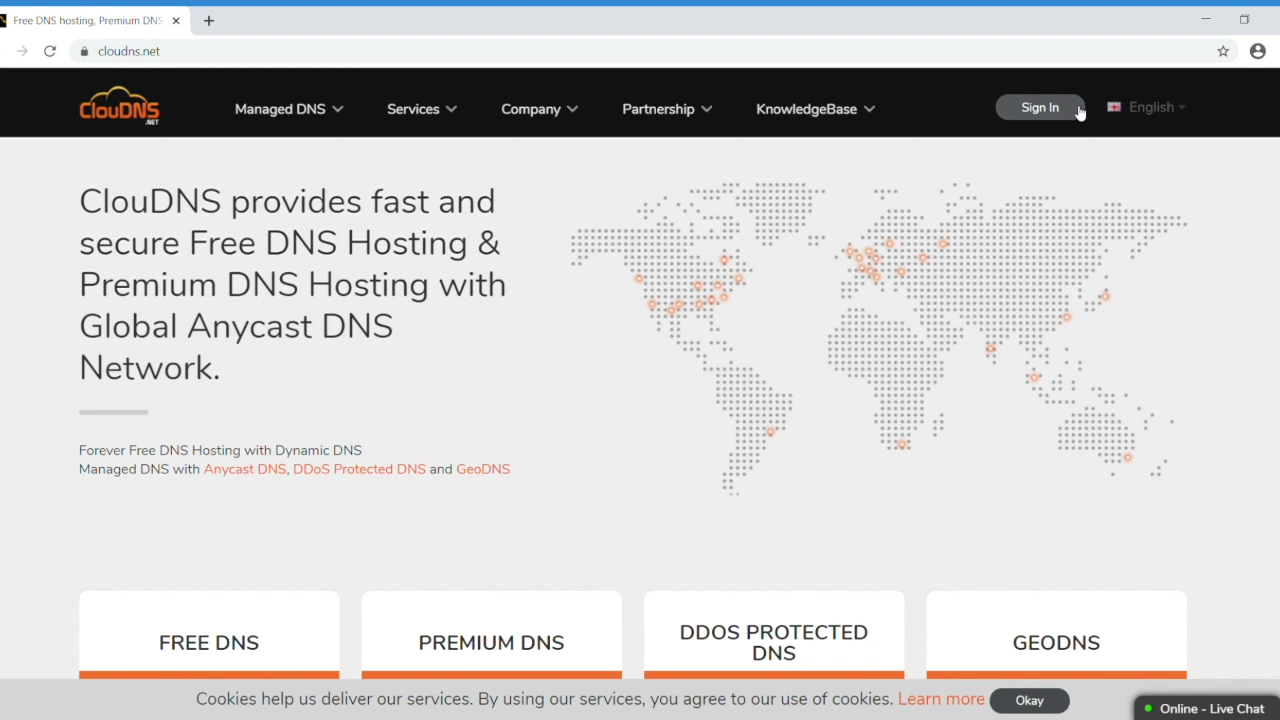 Free DNS hosting, Premium DNS
cloudns.net
ClouDNS
.NET
Managed DNS
Services
Company
Partnership
KnowledgeBase
Sign In
English
ClouDNS provides fast and
secure Free DNS Hosting &
Premium DNS Hosting with
Global Anycast DNS
Network.
Forever Free DNS Hosting with Dynamic DNS
Managed DNS with Anycast DNS, DDoS Protected DNS and GeoDNS
FREE DNS
PREMIUM DNS
DDOS PROTECTED
DNS
GEODNS
Cookies help us deliver our services. By using our services, you agree to our use of cookies. Learn more
Okay
Online - Live Chat